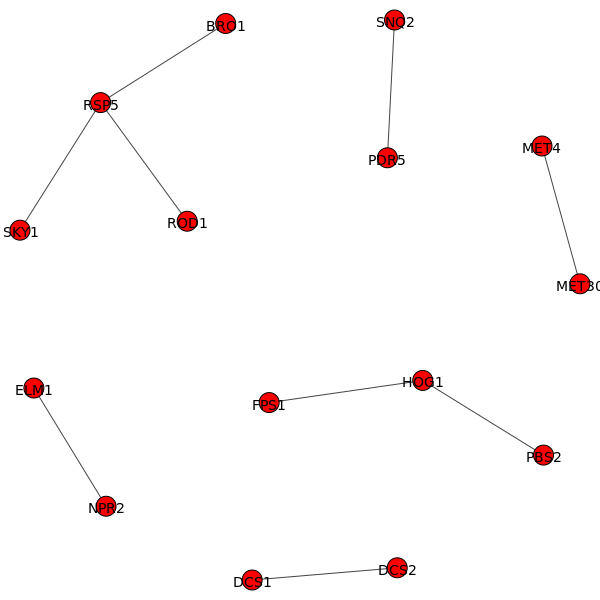 BRO1
SNQ2
RSP5
PDR5
MET4
SKY1
ROD1
MET30
ELM1
FPS1
HOG1
PBS2
NPR2
DCS1
DCS2